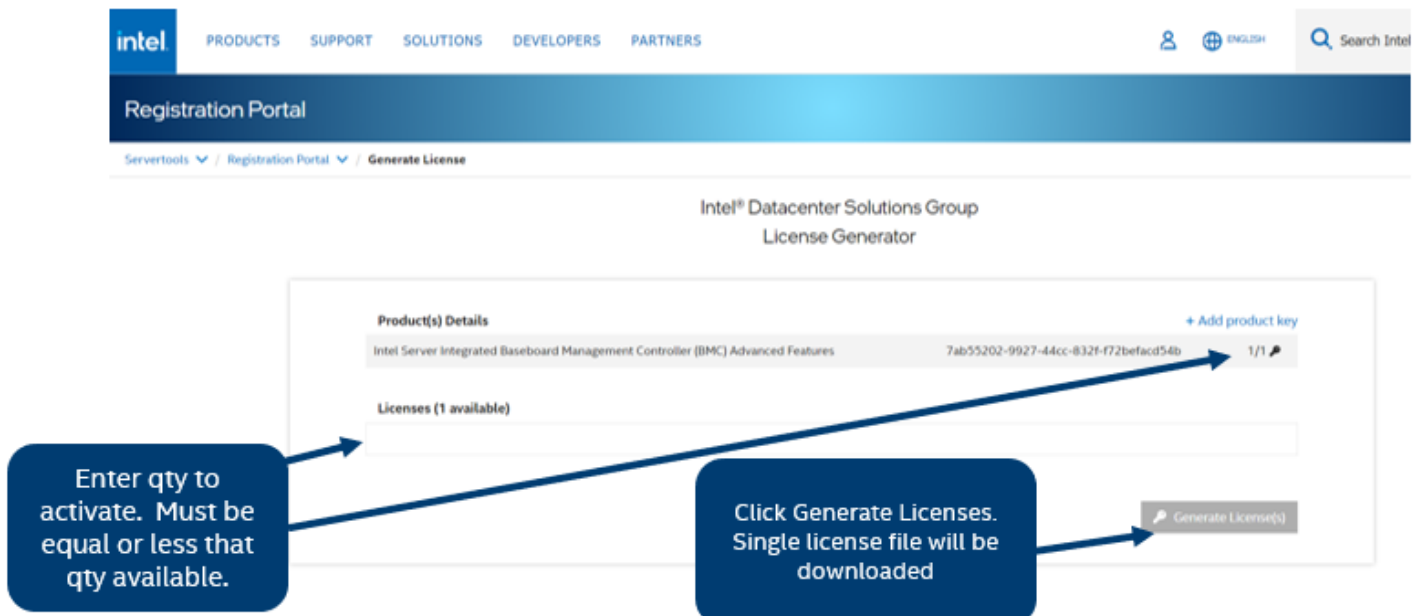 intel.
PRODUCTS SUPPORT SOLUTIONS DEVELOPERS PARTNERS
ENGLISH
Search Intel
Registration Portal
Servertools / Registration Portal / Generate License
Intel® Datacenter Solutions Group
License Generator
Product(s) Details
+ Add product key
Intel Server Integrated Baseboard Management Controller (BMC) Advanced Features 7ab55202-9927-44cc-832f-f72befacd54b 1/1
Licenses (1 available)
Enter qty to
activate. Must be
equal or less that
qty available.
Click Generate Licenses.
Single license file will be
downloaded
Generate License(s)